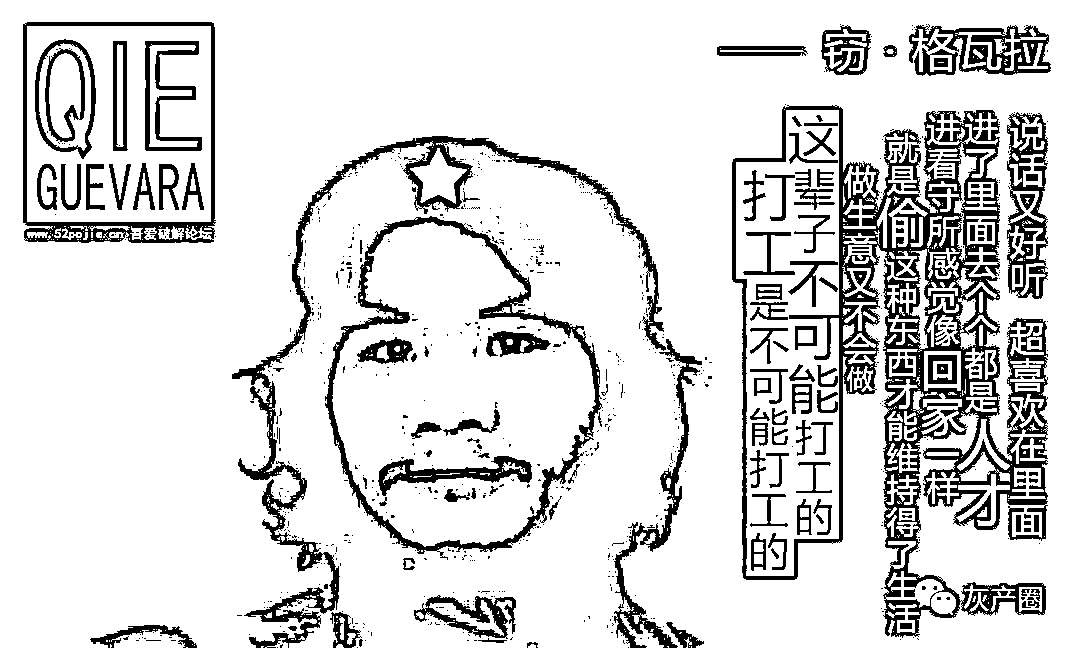 QIE
GUEVARA
www.52pojie.cn 吾爱破解论坛
—— 窃·格瓦拉
这辈子不可能打工的
打工是不可能打工的
做生意又不会做
就是偷这种东西才能维持得了生活
进看守所感觉像回家一样
进了里面去个个都是人才
说话又好听 超喜欢在里面
灰产圈